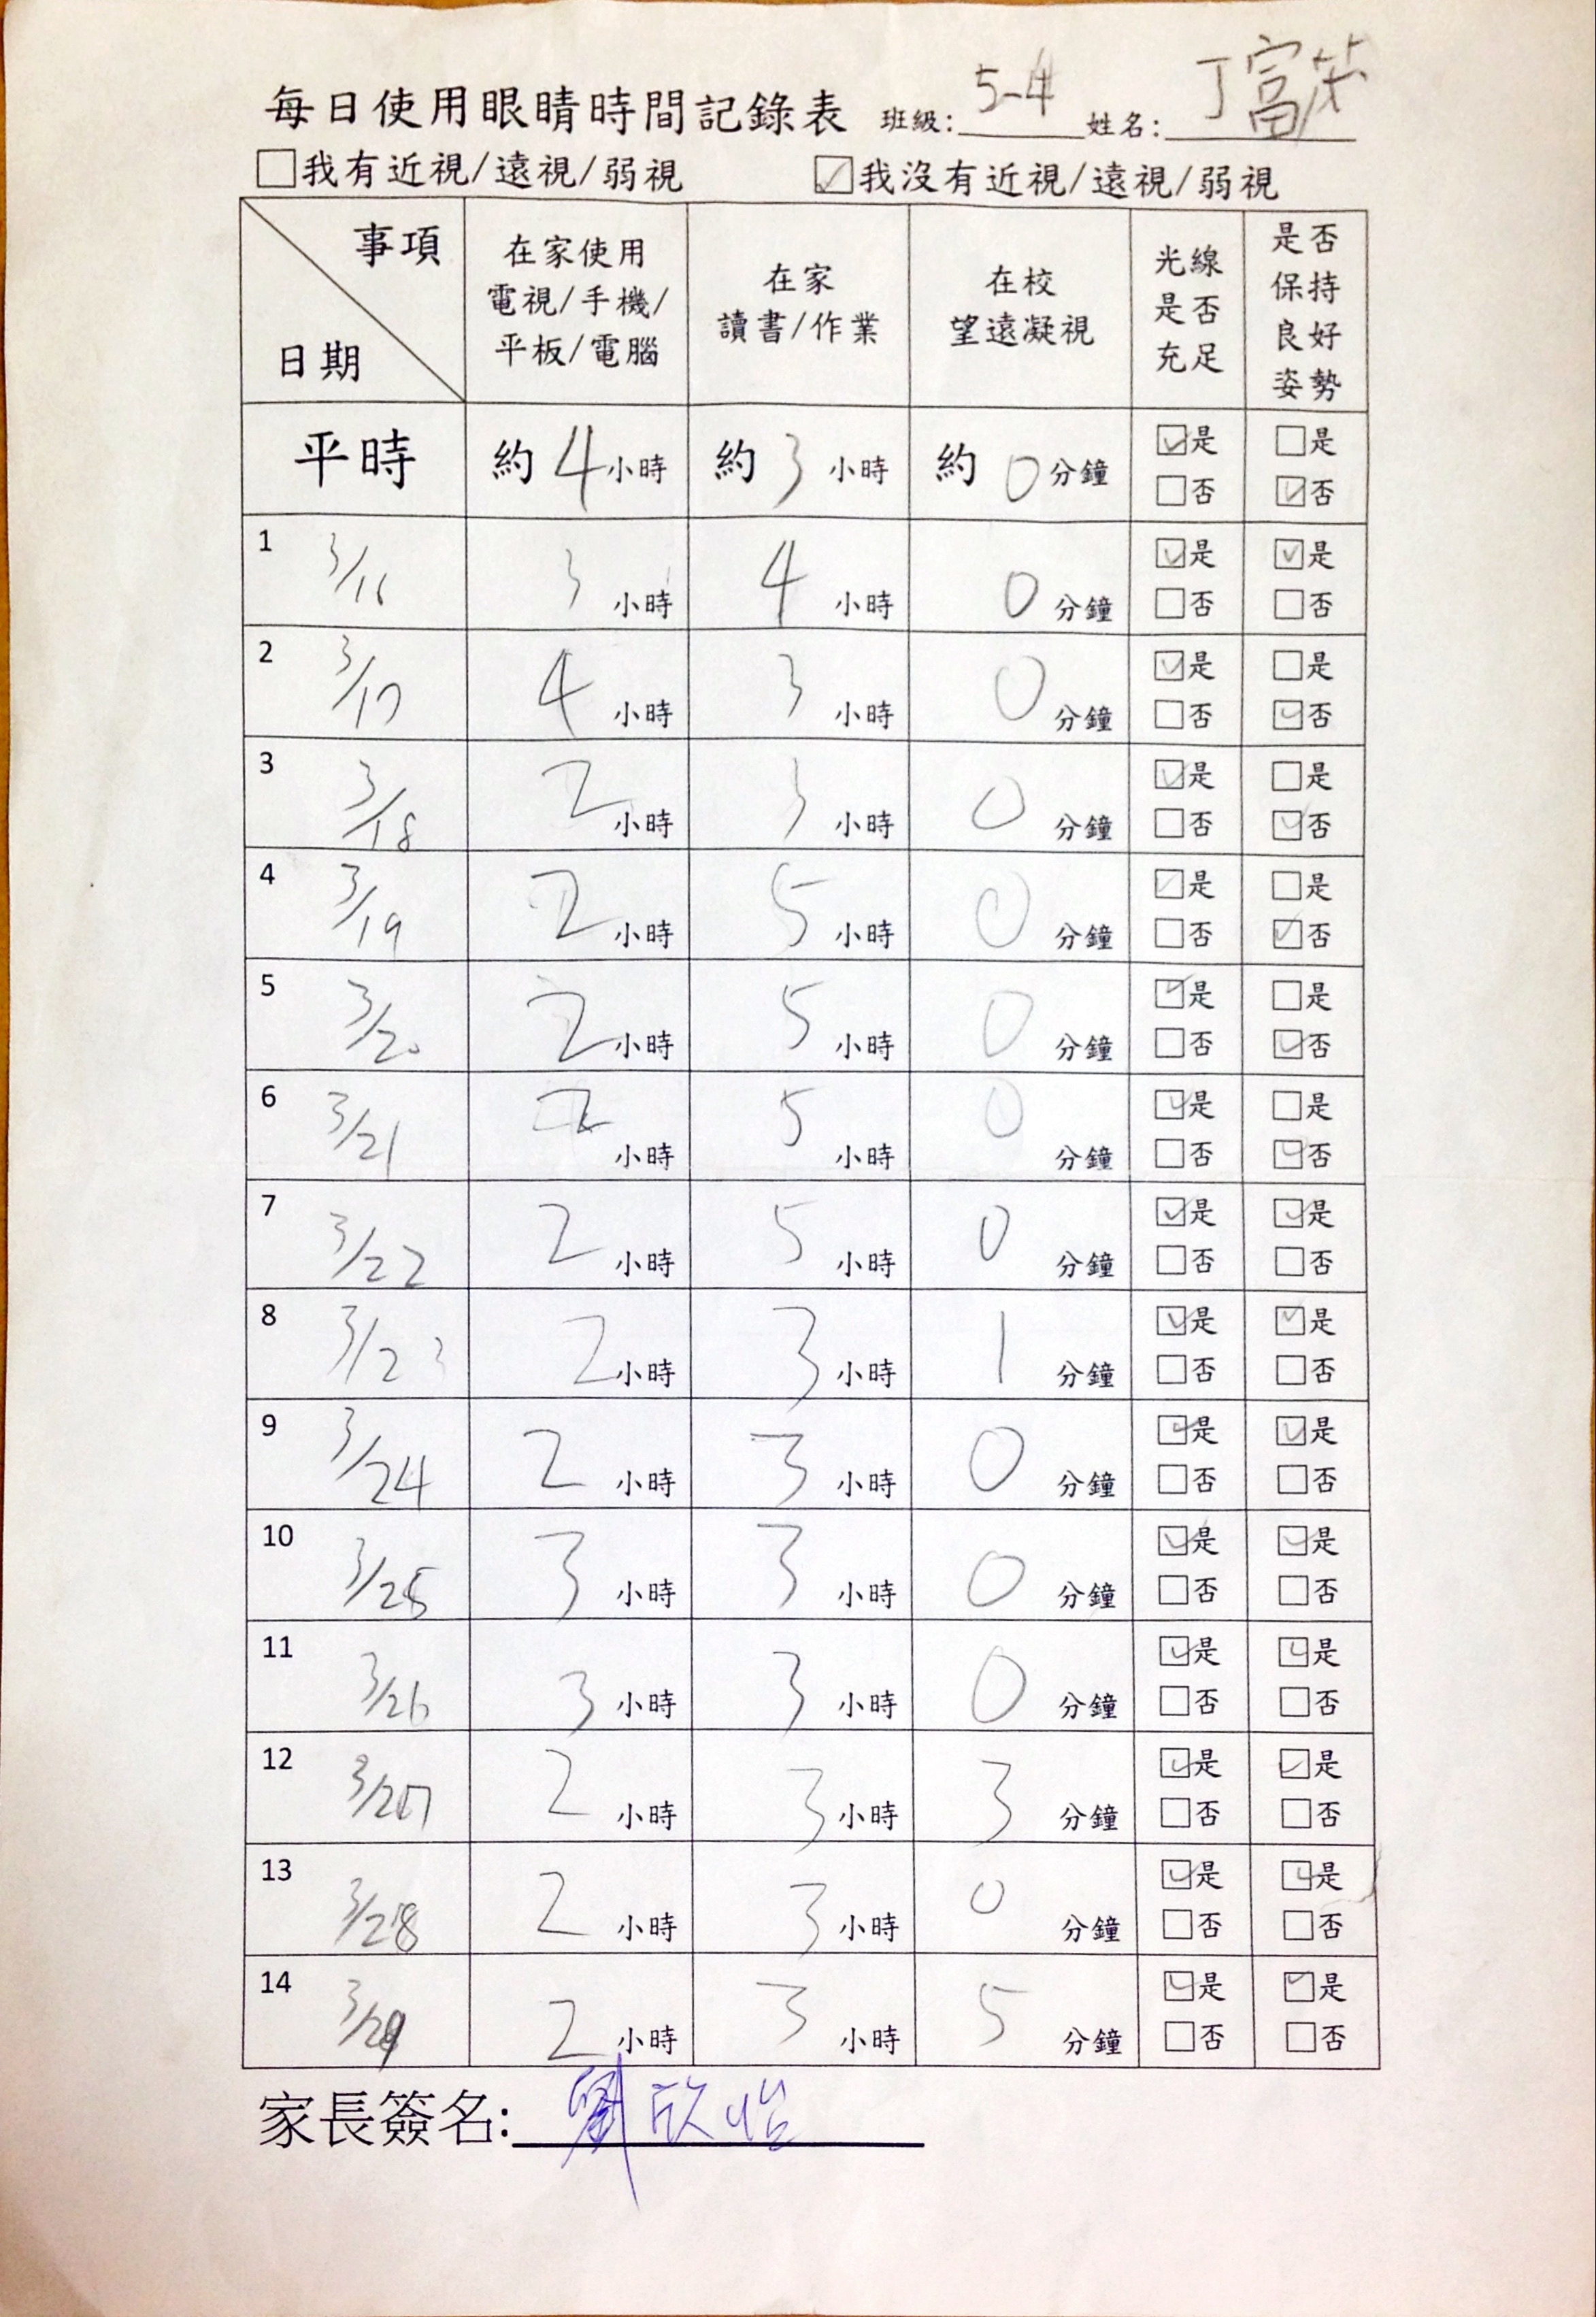 每日使用眼睛時間記錄表 班級: 5-4 姓名: 丁富
□我有近視/遠視/弱視 ☑我沒有近視/遠視/弱視
事項 日期 在家使用電視/手機/平板/電腦 在家讀書/作業 在校望遠凝視 光線是否充足 是否保持良好姿勢
平時 約 4 小時 約 3 小時 約 0 分鐘 ☑是 □否 □是 ☑否
1 3/16 3 小時 4 小時 0 分鐘 ☑是 □否 ☑是 □否
2 3/17 4 小時 3 小時 0 分鐘 ☑是 □否 □是 ☑否
3 3/18 2 小時 3 小時 0 分鐘 ☑是 □否 □是 ☑否
4 3/19 2 小時 5 小時 0 分鐘 ☑是 □否 □是 ☑否
5 3/20 2 小時 5 小時 0 分鐘 ☑是 □否 □是 ☑否
6 3/21 2 小時 5 小時 0 分鐘 ☑是 □否 □是 ☑否
7 3/22 2 小時 5 小時 0 分鐘 ☑是 □否 ☑是 □否
8 3/23 2 小時 3 小時 1 分鐘 ☑是 □否 ☑是 □否
9 3/24 2 小時 3 小時 0 分鐘 ☑是 □否 ☑是 □否
10 3/25 3 小時 3 小時 0 分鐘 ☑是 □否 ☑是 □否
11 3/26 3 小時 3 小時 0 分鐘 ☑是 □否 ☑是 □否
12 3/27 2 小時 3 小時 3 分鐘 ☑是 □否 ☑是 □否
13 3/28 2 小時 3 小時 0 分鐘 ☑是 □否 ☑是 □否
14 3/29 2 小時 3 小時 5 分鐘 ☑是 □否 ☑是 □否
家長簽名: 劉欣怡